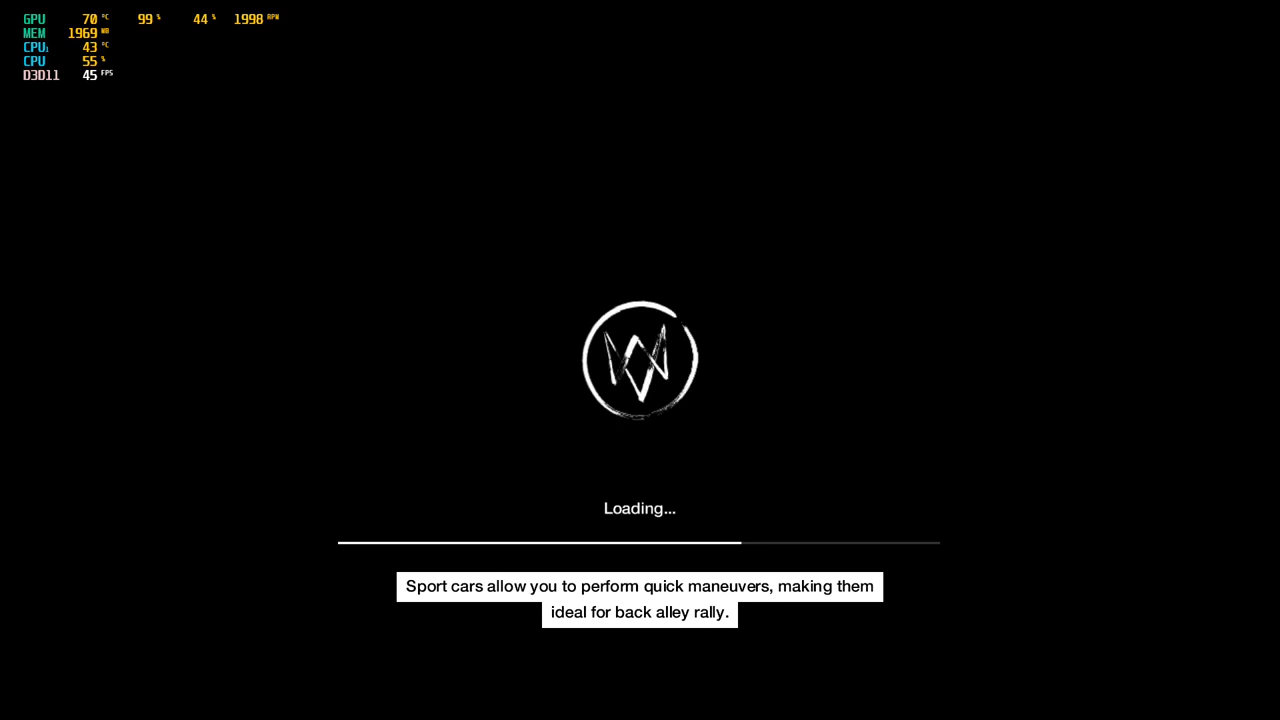 GPU 70 °C 99 % 44 % 1998 RPM
MEM 1969 MB
CPU1 43 °C
CPU 55 %
D3D11 45 FPS
Loading...
Sport cars allow you to perform quick maneuvers, making them
ideal for back alley rally.